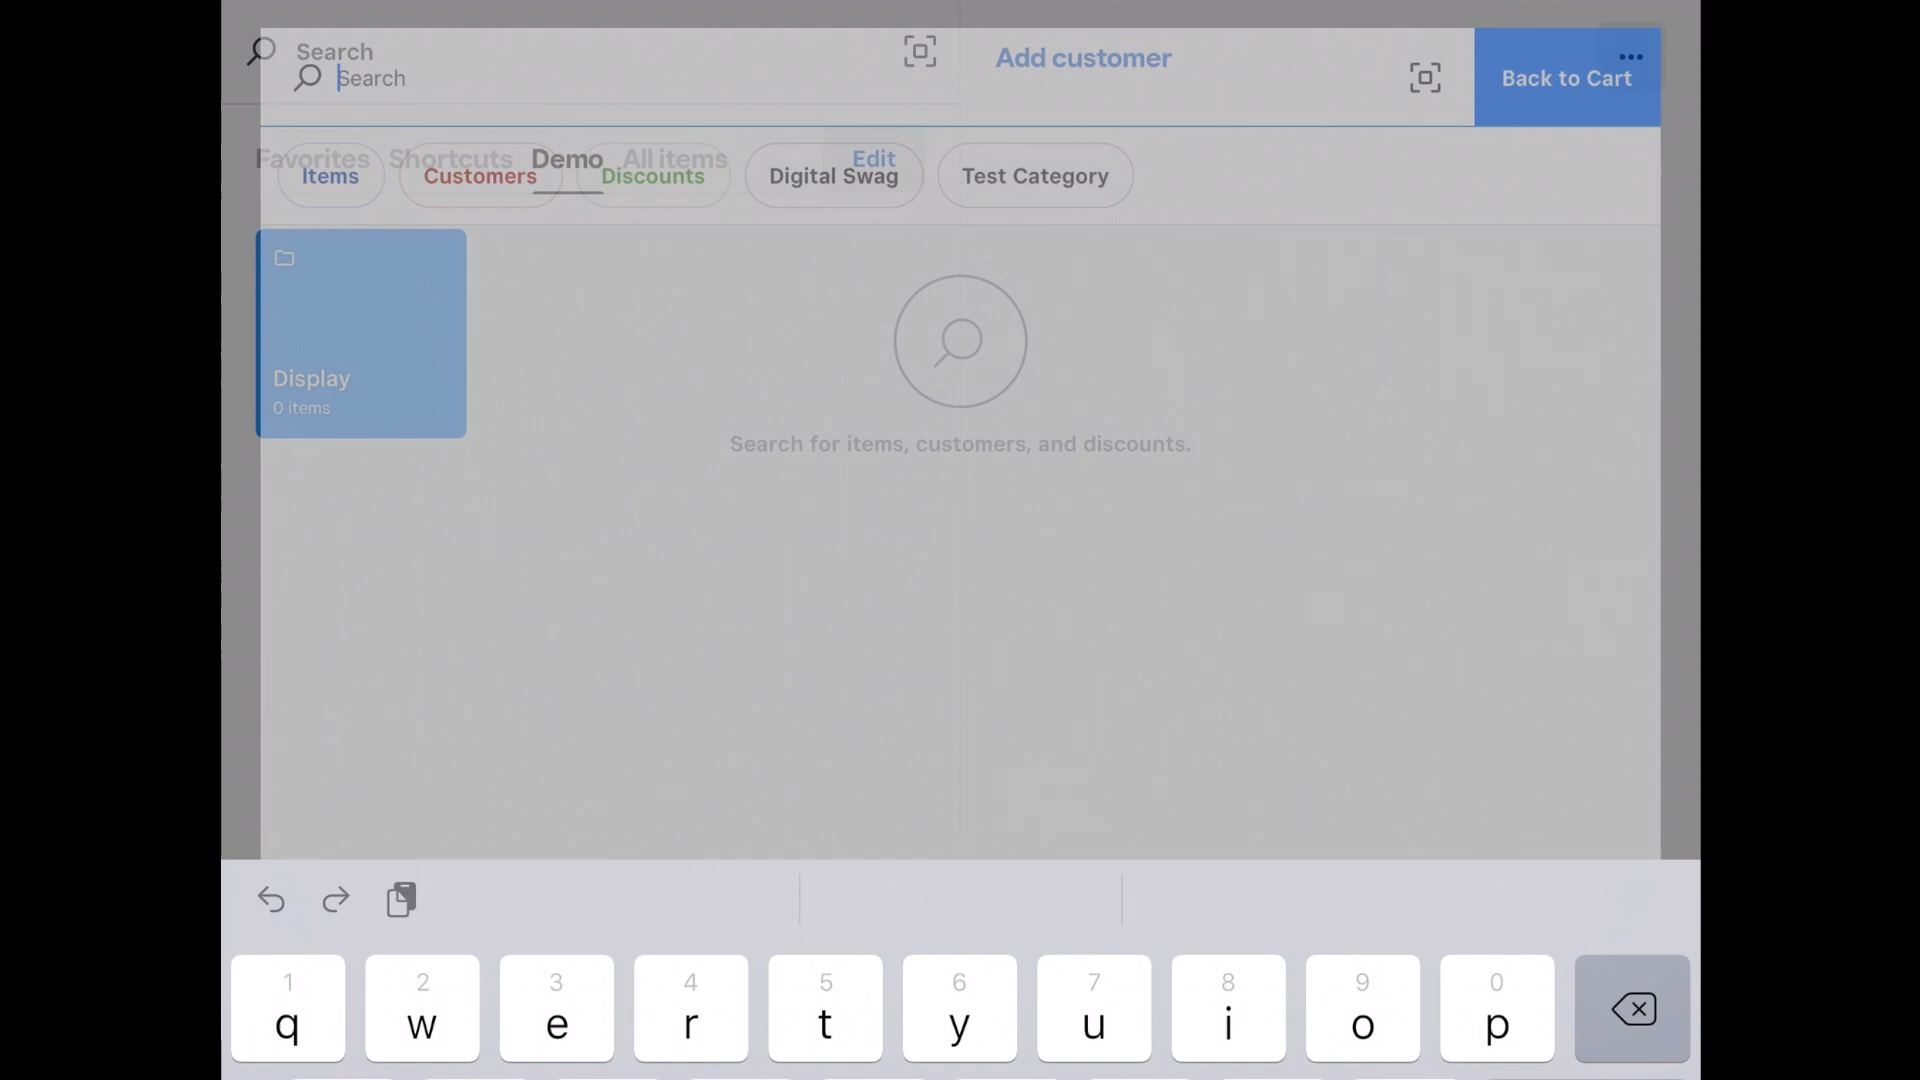 Search
Add customer
Search
Back to Cart
Favorites Shortcuts Demo All items Edit
Items Customers Discounts Digital Swag Test Category
Display
0 items
Search for items, customers, and discounts.
1 2 3 4 5 6 7 8 9 0
q w e r t y u i o p